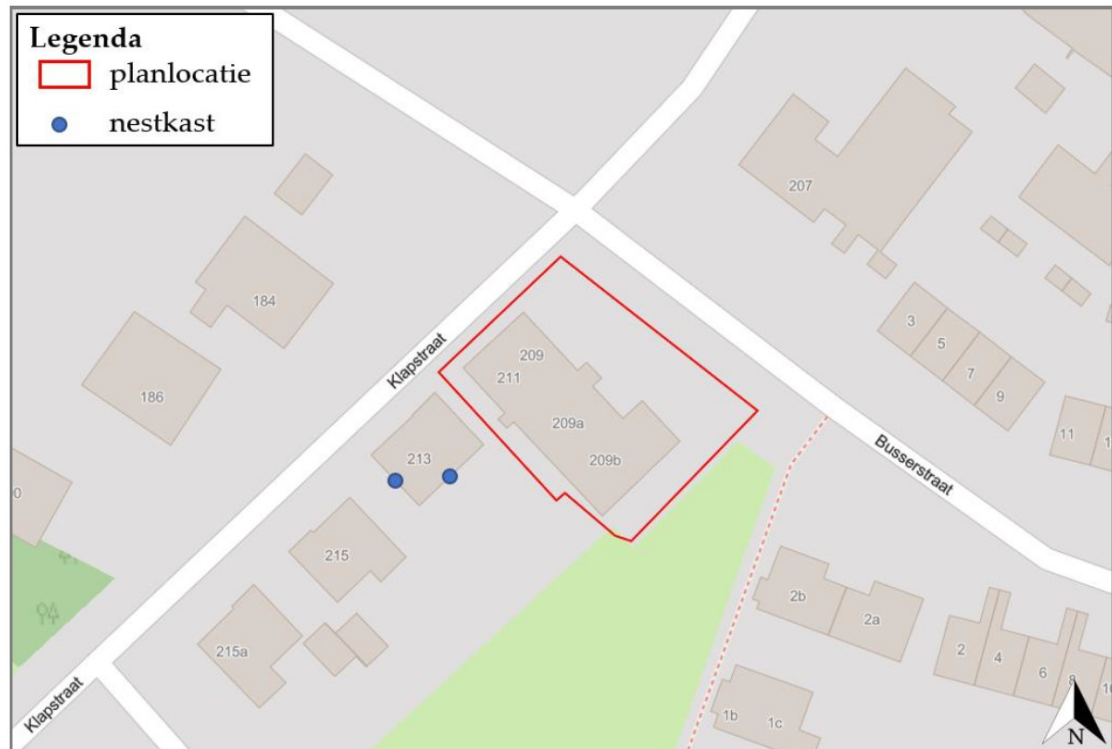 Legenda
planlocatie
nestkast
207
184
3
5
7
9
Klapstraat
209
211
186
11
209a
213
209b
Busserstraat
215
2b
2a
215a
2
4
6
8
Klapstraat
1b
1c
N